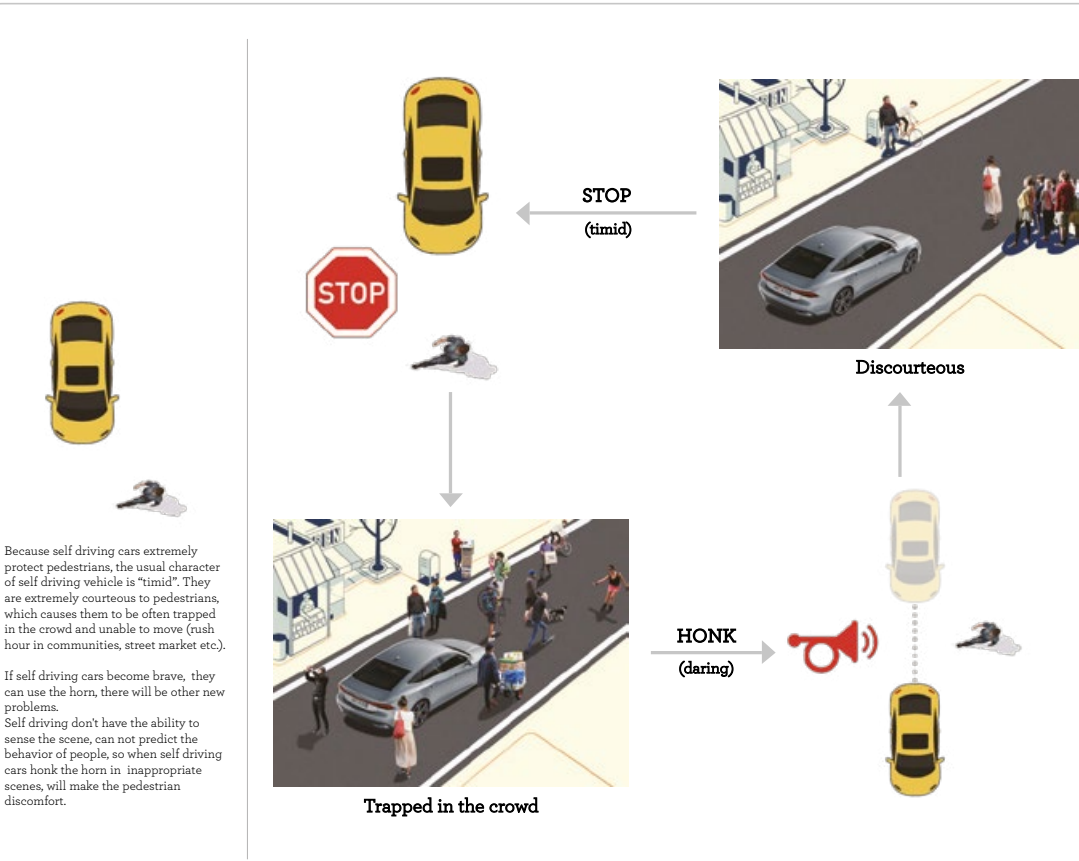 Because self driving cars extremely
protect pedestrians, the usual character
of self driving vehicle is “timid”. They
are extremely courteous to pedestrians,
which causes them to be often trapped
in the crowd and unable to move (rush
hour in communities, street market etc.).
If self driving cars become brave, they
can use the horn, there will be other new
problems.
Self driving don't have the ability to
sense the scene, can not predict the
behavior of people, so when self driving
cars honk the horn in inappropriate
scenes, will make the pedestrian
discomfort.
STOP
STOP
(timid)
Discourteous
Trapped in the crowd
HONK
(daring)